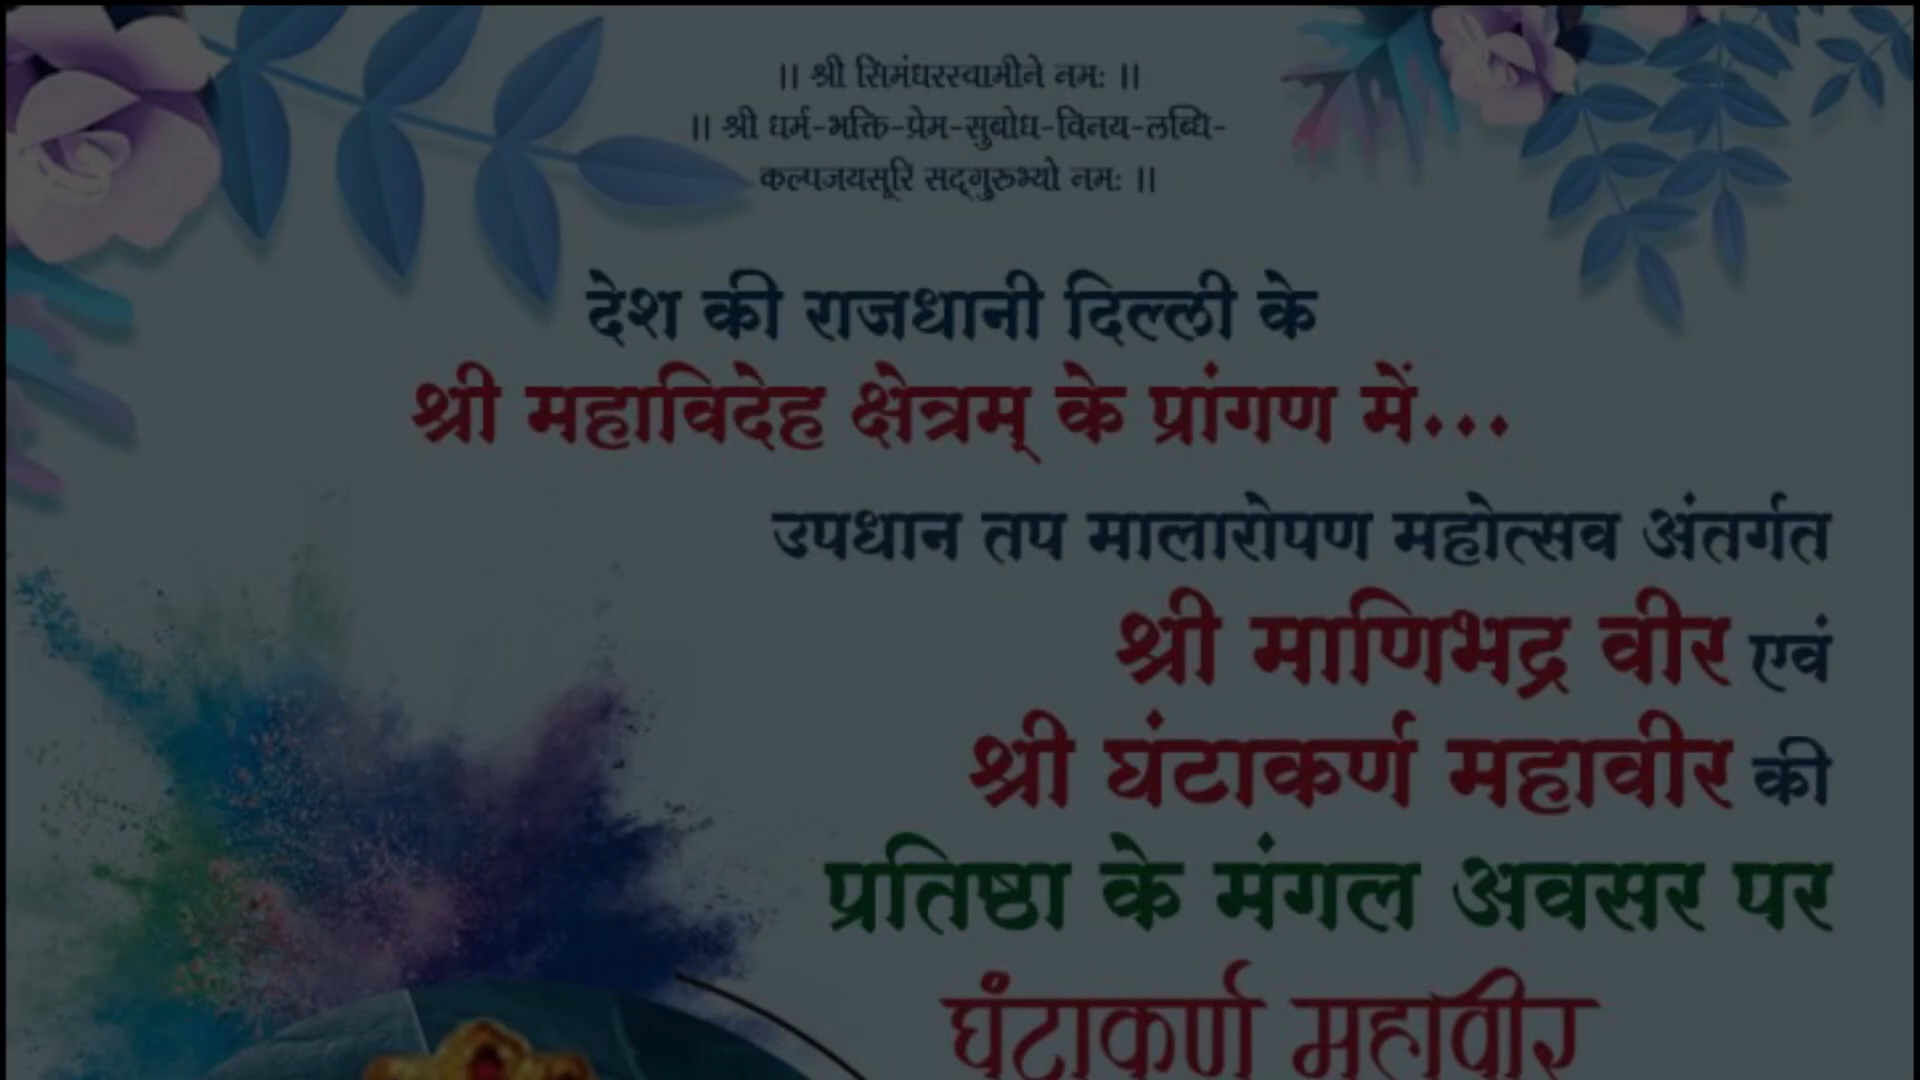 || श्री सिमंधरस्वामीने नमः ||
|| श्री धर्म-भक्ति-प्रेम-सुबोध-विनय-लब्धि-
कल्पजयसूरि सद्‌गुरुभ्यो नमः ||
देश की राजधानी दिल्ली के
श्री महाविदेह क्षेत्रम् के प्रांगण में...
उपधान तप मालारोपण महोत्सव अंतर्गत
श्री माणिभद्र वीर एवं
श्री घंटाकर्ण महावीर की
प्रतिष्ठा के मंगल अवसर पर
घंटाकर्ण महावीर